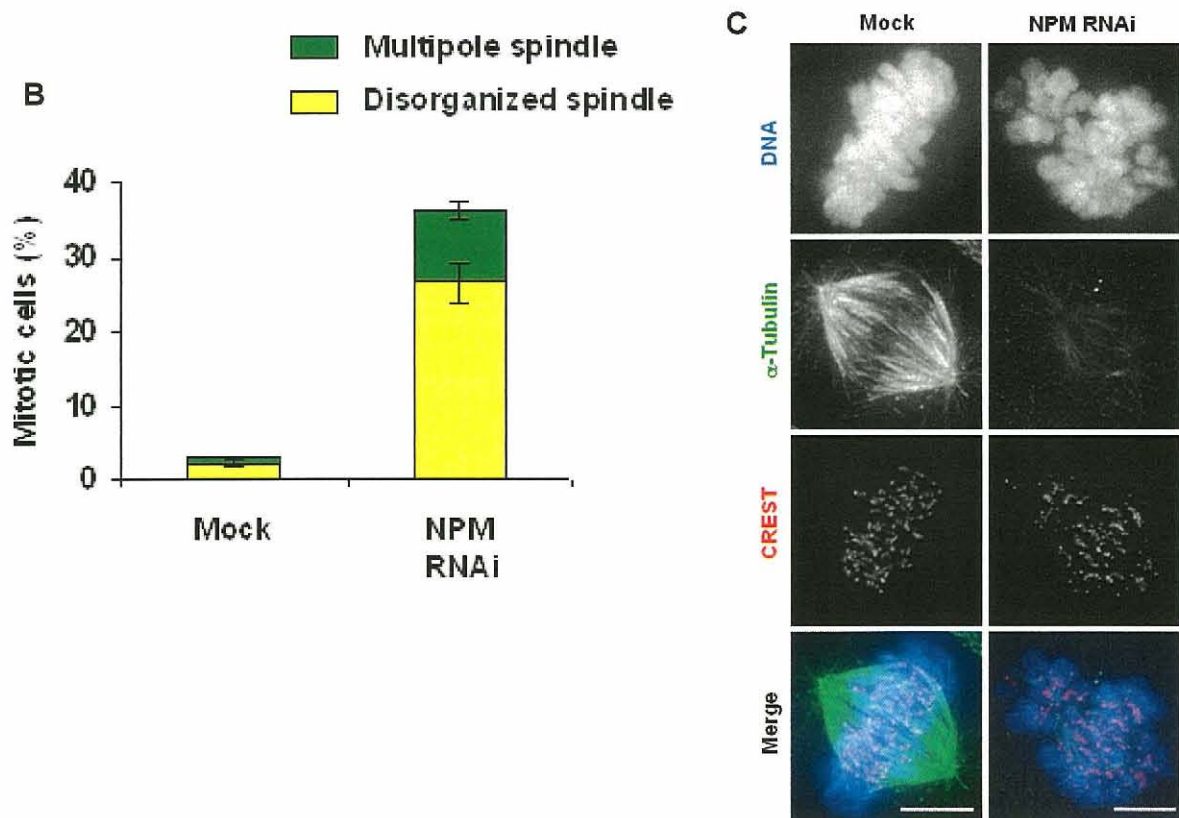 B
Multipole spindle
Disorganized spindle
Mitotic cells (%)
40
30
20
10
0
Mock
NPM
RNAi
C
Mock
NPM RNAi
DNA
α-Tubulin
CREST
Merge